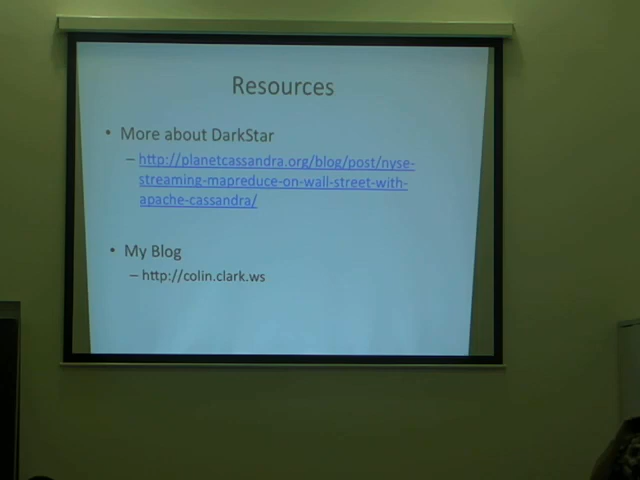 Resources
• More about DarkStar
– http://planetcassandra.org/blog/post/nyse-
streaming-mapreduce-on-wall-street-with-
apache-cassandra/
• My Blog
– http://colin.clark.ws